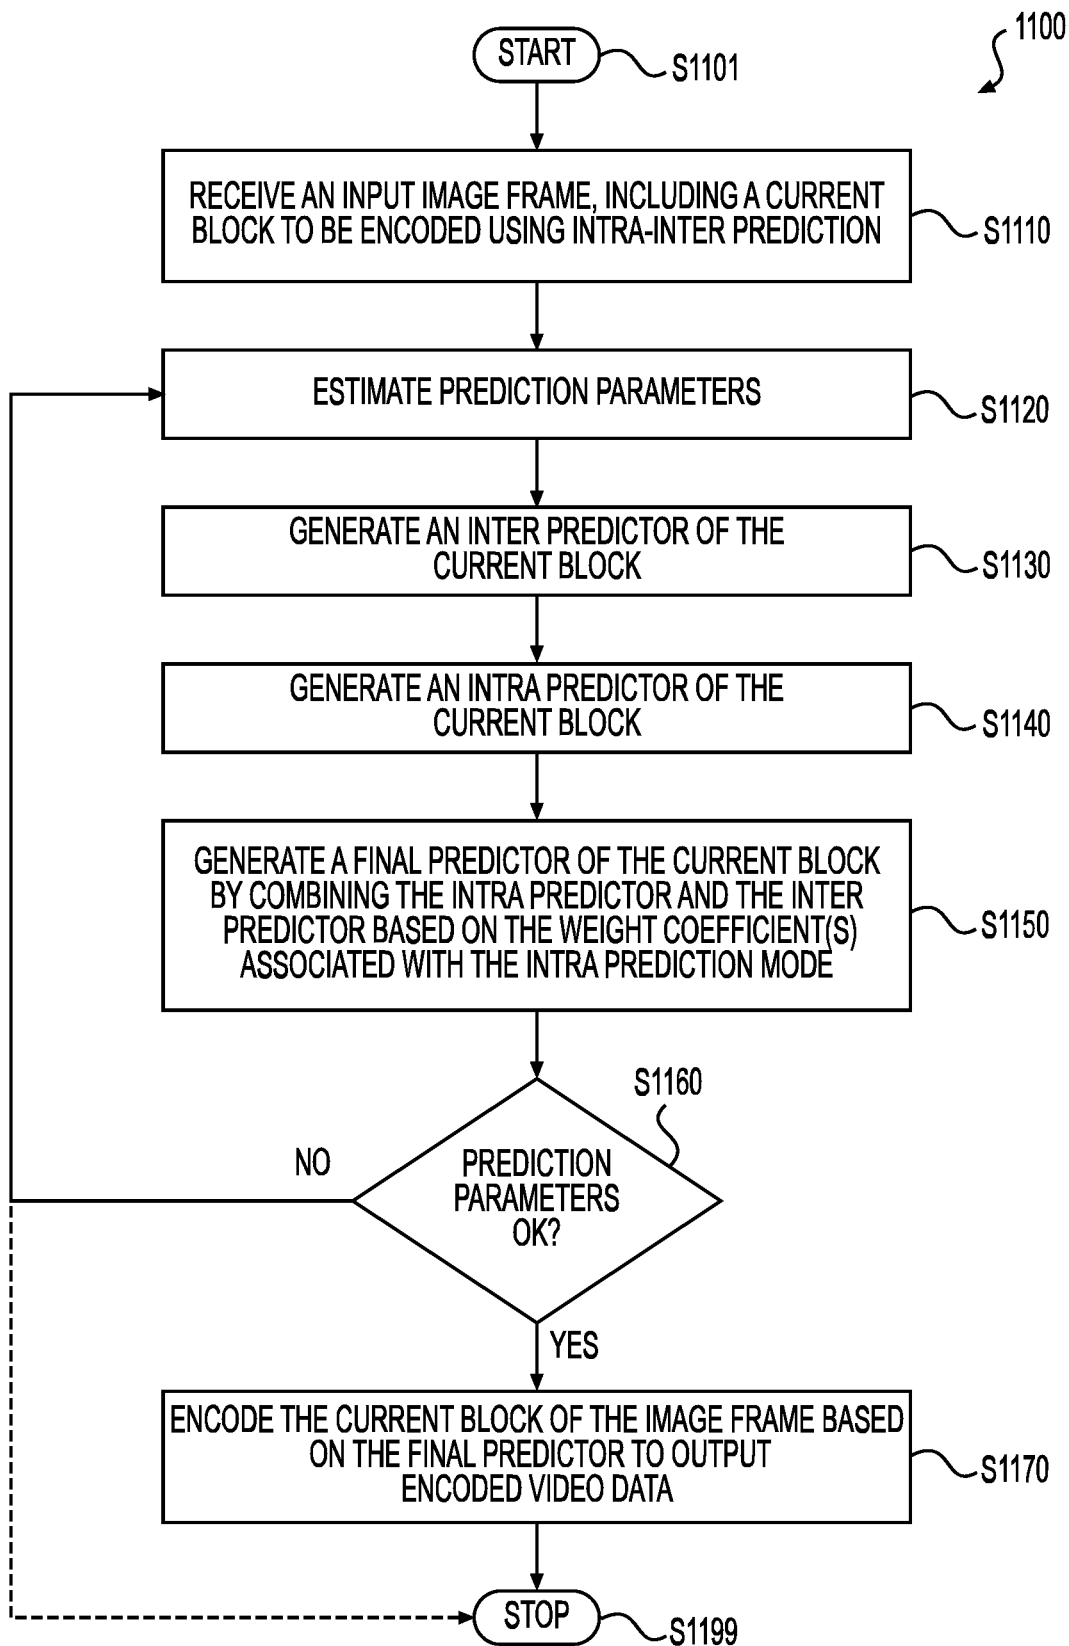 1100
START
S1101
RECEIVE AN INPUT IMAGE FRAME, INCLUDING A CURRENT
BLOCK TO BE ENCODED USING INTRA-INTER PREDICTION
S1110
ESTIMATE PREDICTION PARAMETERS
S1120
GENERATE AN INTER PREDICTOR OF THE
CURRENT BLOCK
S1130
GENERATE AN INTRA PREDICTOR OF THE
CURRENT BLOCK
S1140
GENERATE A FINAL PREDICTOR OF THE CURRENT BLOCK
BY COMBINING THE INTRA PREDICTOR AND THE INTER
PREDICTOR BASED ON THE WEIGHT COEFFICIENT(S)
ASSOCIATED WITH THE INTRA PREDICTION MODE
S1150
S1160
PREDICTION
PARAMETERS
OK?
NO
YES
ENCODE THE CURRENT BLOCK OF THE IMAGE FRAME BASED
ON THE FINAL PREDICTOR TO OUTPUT
ENCODED VIDEO DATA
S1170
STOP
S1199